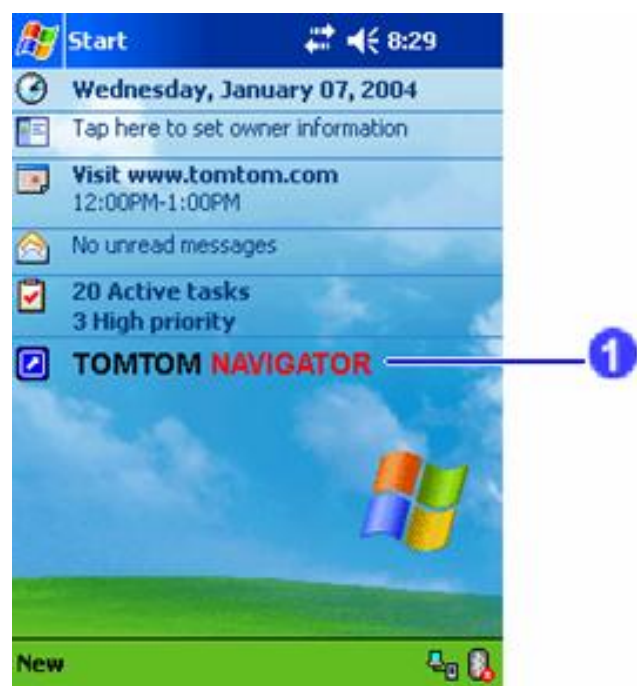 Start 8:29
Wednesday, January 07, 2004
Tap here to set owner information
Visit www.tomtom.com
12:00PM-1:00PM
No unread messages
20 Active tasks
3 High priority
TOMTOM NAVIGATOR 1
New